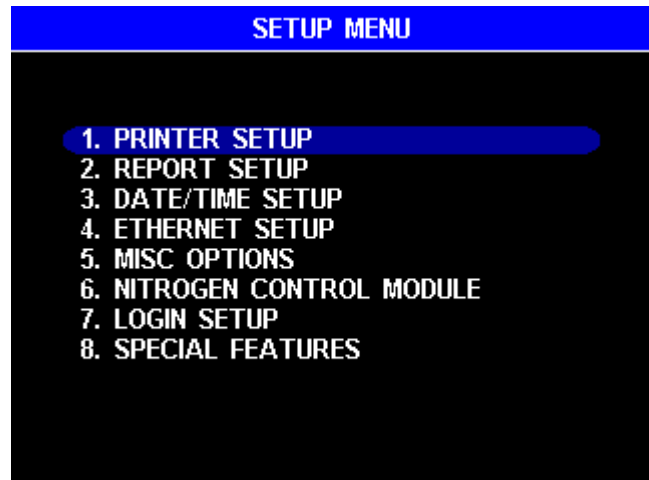 SETUP MENU
1. PRINTER SETUP
2. REPORT SETUP
3. DATE/TIME SETUP
4. ETHERNET SETUP
5. MISC OPTIONS
6. NITROGEN CONTROL MODULE
7. LOGIN SETUP
8. SPECIAL FEATURES